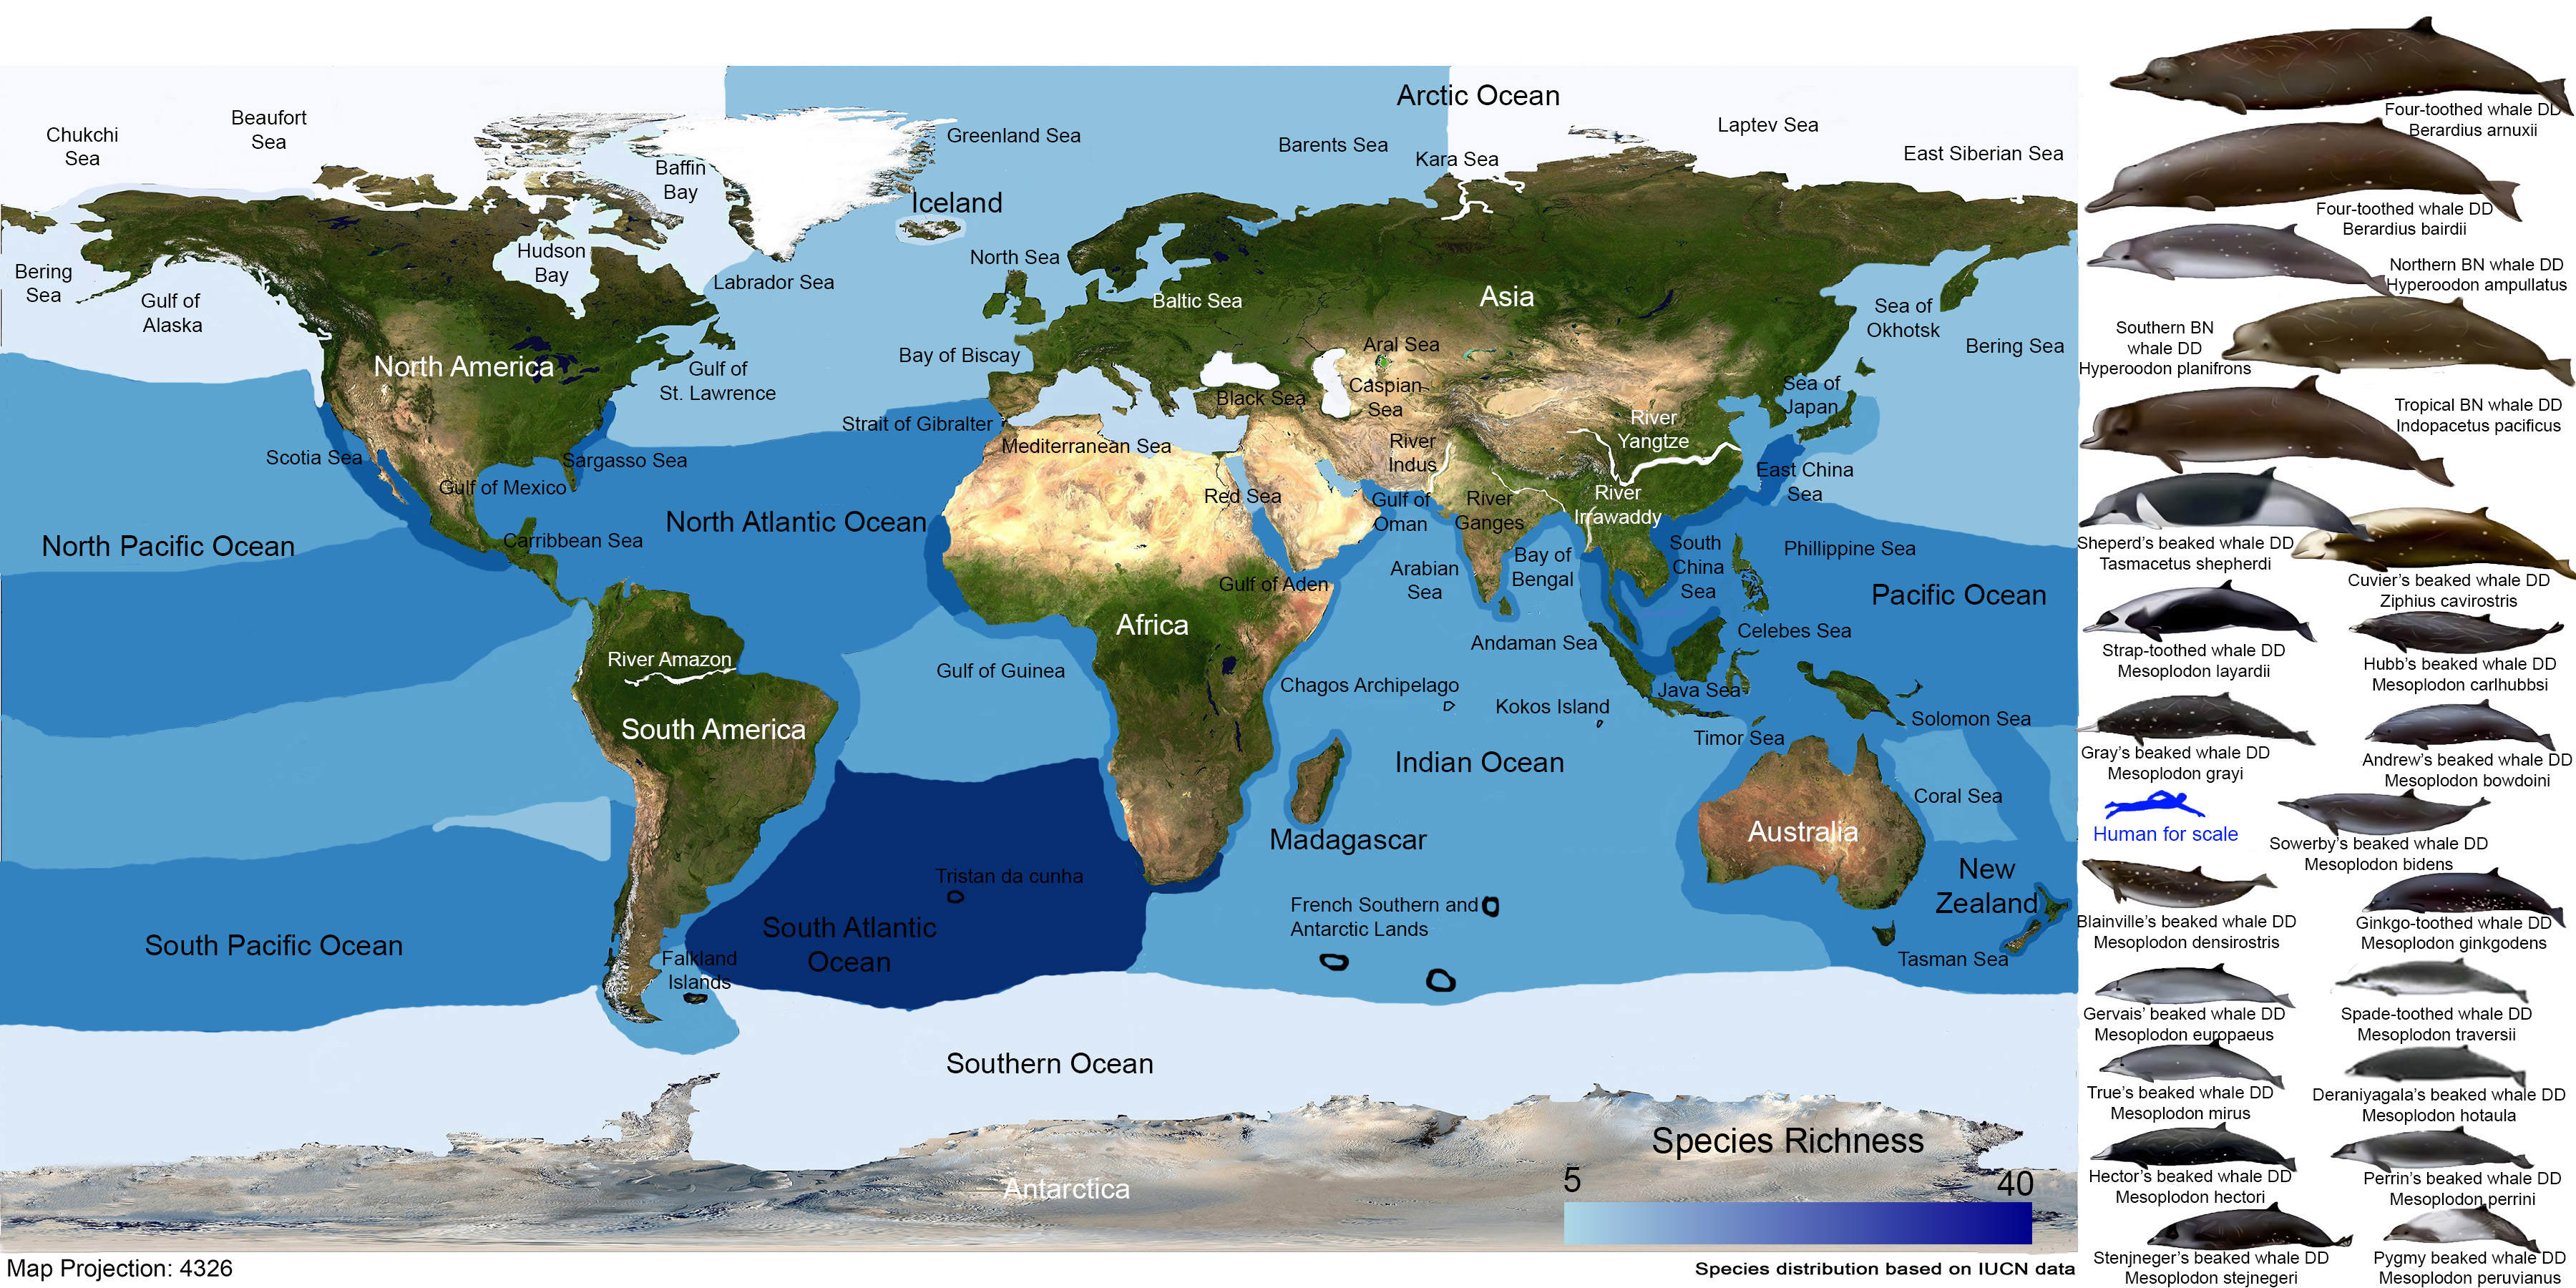 Arctic Ocean
Chukchi
Sea
Beaufort
Sea
Baffin
Bay
Greenland Sea
Barents Sea
Kara Sea
Laptev Sea
East Siberian Sea
Iceland
Hudson
Bay
Bering
Sea
Gulf of
Alaska
Labrador Sea
North Sea
Baltic Sea
Asia
Sea of
Okhotsk
Bering Sea
North America
Gulf of
St. Lawrence
Bay of Biscay
Aral Sea
Caspian
Sea
Black Sea
Sea of
Japan
Strait of Gibralter
Mediterranean Sea
River
Indus
River
Yangtze
Scotia Sea
Sargasso Sea
Gulf of Mexico
Red Sea
Gulf of
Oman
River
Ganges
River
Irrawaddy
East China
Sea
North Pacific Ocean
North Atlantic Ocean
Carribbean Sea
Gulf of Aden
Arabian
Sea
Bay of
Bengal
South
China
Sea
Phillippine Sea
Pacific Ocean
Africa
Andaman Sea
Celebes Sea
River Amazon
Gulf of Guinea
Chagos Archipelago
Kokos Island
Java Sea
Solomon Sea
South America
Timor Sea
Indian Ocean
Coral Sea
Madagascar
Australia
New
Zealand
Tristan da cunha
French Southern and
Antarctic Lands
South Pacific Ocean
South Atlantic
Ocean
Falkland
Islands
Tasman Sea
Southern Ocean
Antarctica
Species Richness
5
40
Map Projection: 4326
Species distribution based on IUCN data
Four-toothed whale DD
Berardius arnuxii
Four-toothed whale DD
Berardius bairdii
Northern BN whale DD
Hyperoodon ampullatus
Southern BN
whale DD
Hyperoodon planifrons
Tropical BN whale DD
Indopacetus pacificus
Sheperd's beaked whale DD
Tasmacetus shepherdi
Cuvier's beaked whale DD
Ziphius cavirostris
Strap-toothed whale DD
Mesoplodon layardii
Hubb's beaked whale DD
Mesoplodon carlhubbsi
Gray's beaked whale DD
Mesoplodon grayi
Andrew's beaked whale DD
Mesoplodon bowdoini
Human for scale
Sowerby's beaked whale DD
Mesoplodon bidens
Blainville's beaked whale DD
Mesoplodon densirostris
Ginkgo-toothed whale DD
Mesoplodon ginkgodens
Gervais' beaked whale DD
Mesoplodon europaeus
Spade-toothed whale DD
Mesoplodon traversii
True's beaked whale DD
Mesoplodon mirus
Deraniyagala's beaked whale DD
Mesoplodon hotaula
Hector's beaked whale DD
Mesoplodon hectori
Perrin's beaked whale DD
Mesoplodon perrini
Stenjneger's beaked whale DD
Mesoplodon stejnegeri
Pygmy beaked whale DD
Mesoplodon peruvianus